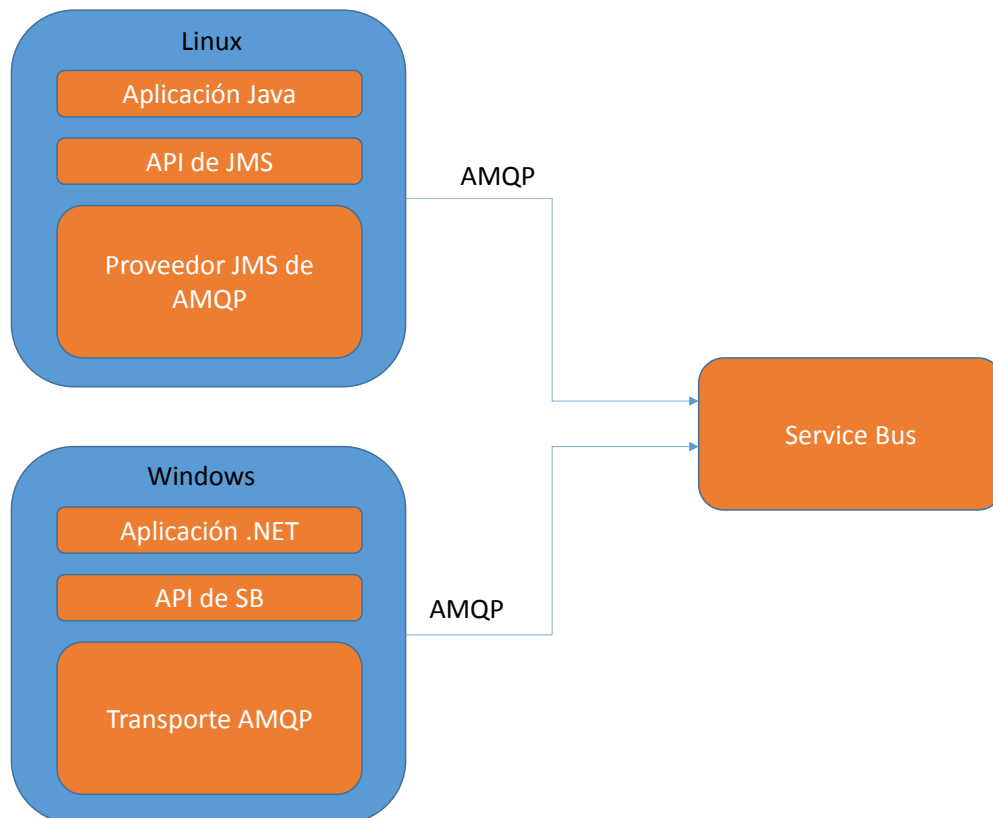 Linux
Aplicación Java
API de JMS
Proveedor JMS de
AMQP
AMQP
Service Bus
Windows
Aplicación .NET
API de SB
Transporte AMQP
AMQP